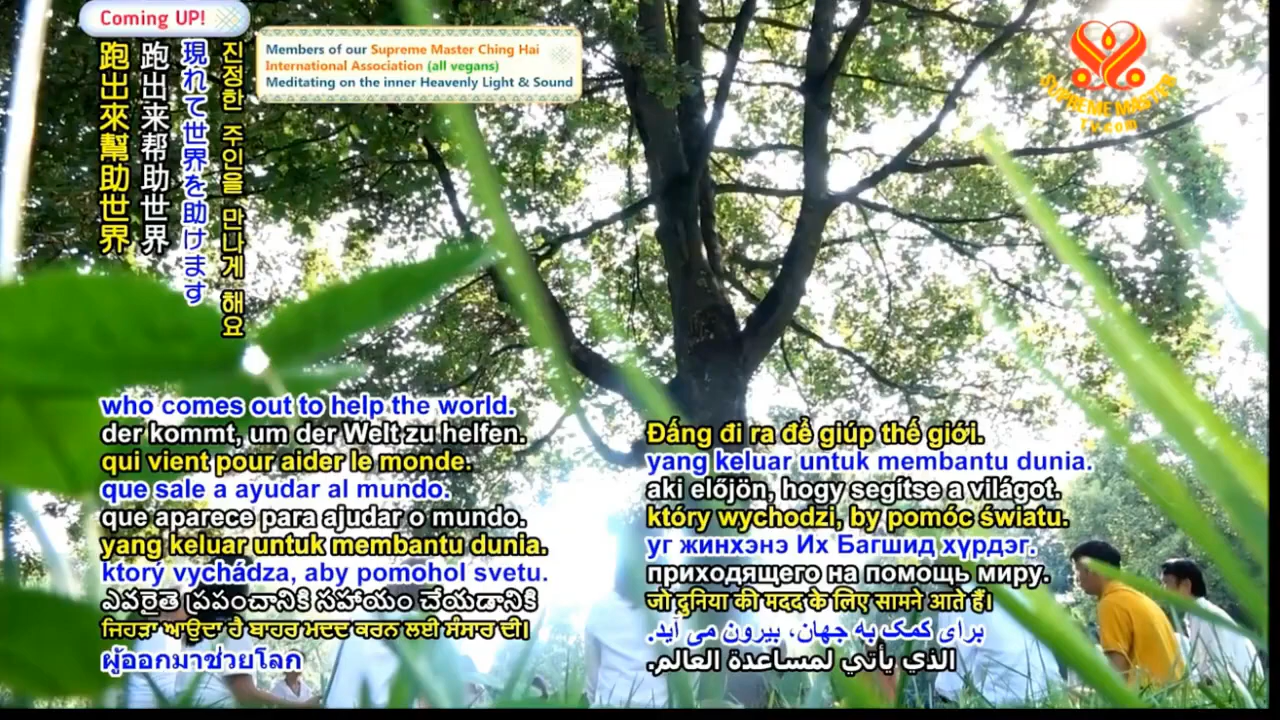 Coming UP!
Members of our Supreme Master Ching Hai
International Association (all vegans)
Meditating on the inner Heavenly Light & Sound
SUPREME MASTER
TV.com
진정한 주인을 만나게 해요
現れて世界を助けます
跑出来帮助世界
跑出來幫助世界
who comes out to help the world.
der kommt, um der Welt zu helfen.
qui vient pour aider le monde.
que sale a ayudar al mundo.
que aparece para ajudar o mundo.
yang keluar untuk membantu dunia.
ktorý vychádza, aby pomohol svetu.
ఎవరైతె ప్రపంచానికి సహాయం చేయడానికి
ਜਿਹੜਾ ਆਉਂਦਾ ਹੈ ਬਾਹਰ ਮਦਦ ਕਰਨ ਲਈ ਸੰਸਾਰ ਦੀ।
ผู้ออกมาช่วยโลก
Đấng đi ra để giúp thế giới.
yang keluar untuk membantu dunia.
aki előjön, hogy segítse a világot.
który wychodzi, by pomóc światu.
уг жинхэнэ Их Багшид хүрдэг.
приходящего на помощь миру.
जो दुनिया की मदद के लिए सामने आते हैं।
برای کمک به جهان، بیرون می آید.
الذي يأتي لمساعدة العالم.